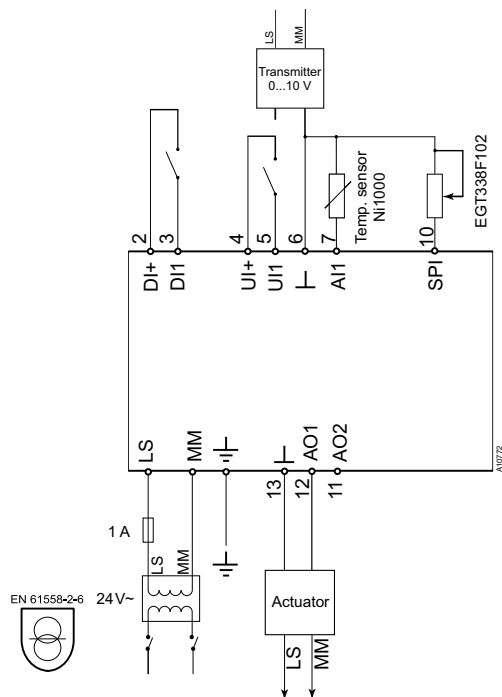 LS
MM
Transmitter
0...10 V
Temp. sensor
Ni1000
EGT338F102
2
3
4
5
6
7
10
DI+
DI1
UI+
UI1
AI1
SPI
LS
MM
AO1
AO2
A10772
13
12
11
1 A
LS
MM
EN 61558-2-6
24V~
Actuator
LS
MM